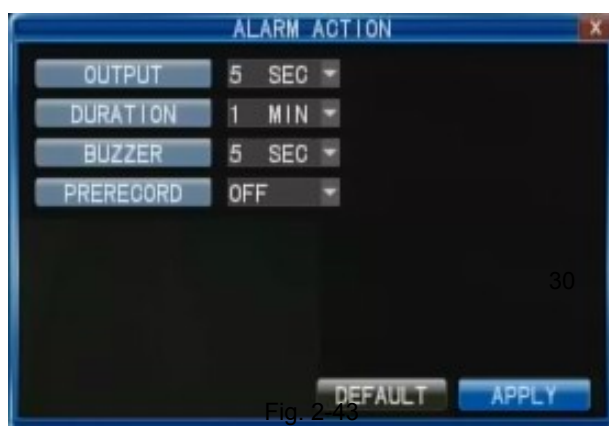 ALARM ACTION X
OUTPUT 5 SEC
DURATION 1 MIN
BUZZER 5 SEC
PRERECORD OFF
30
DEFAULT APPLY
Fig. 2-43